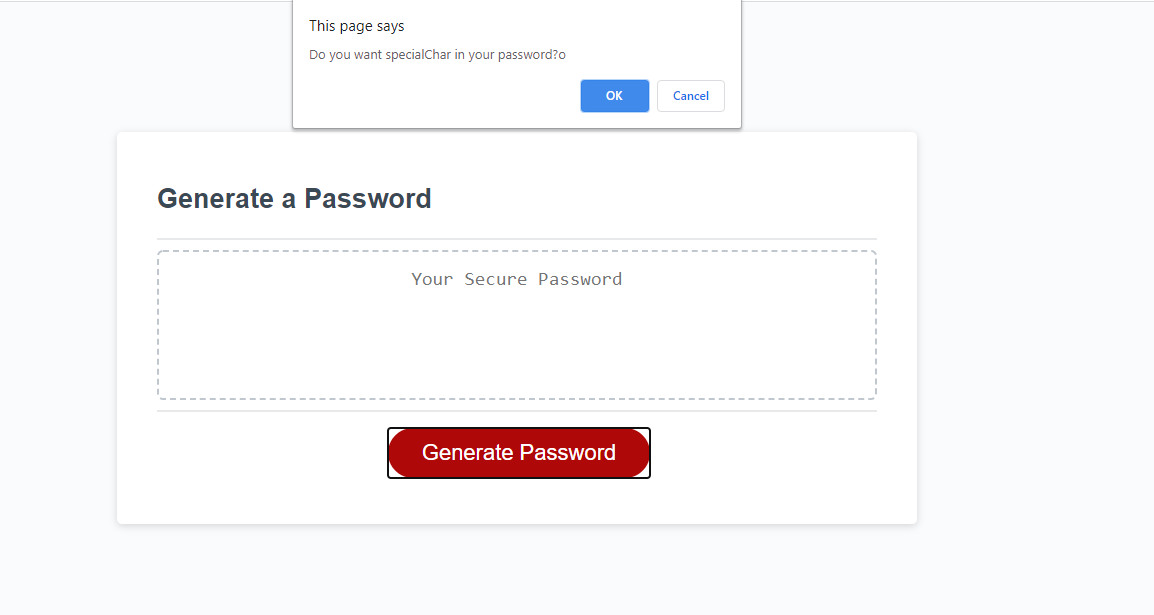 This page says
Do you want specialChar in your password?o
OK
Cancel
Generate a Password
Your Secure Password
Generate Password